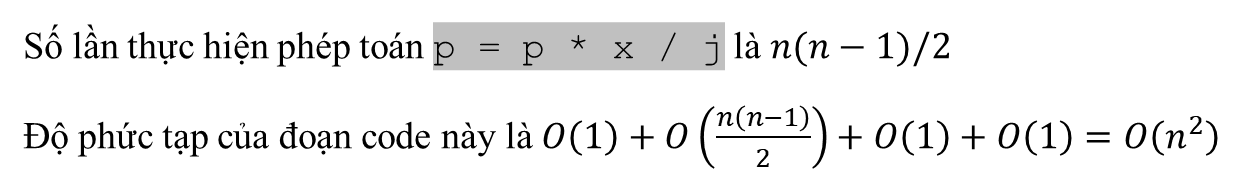 Số lần thực hiện phép toán p = p * x / j là n(n − 1)/2
Độ phức tạp của đoạn code này là O(1) + O(n(n−1)/2) + O(1) + O(1) = O(n²)